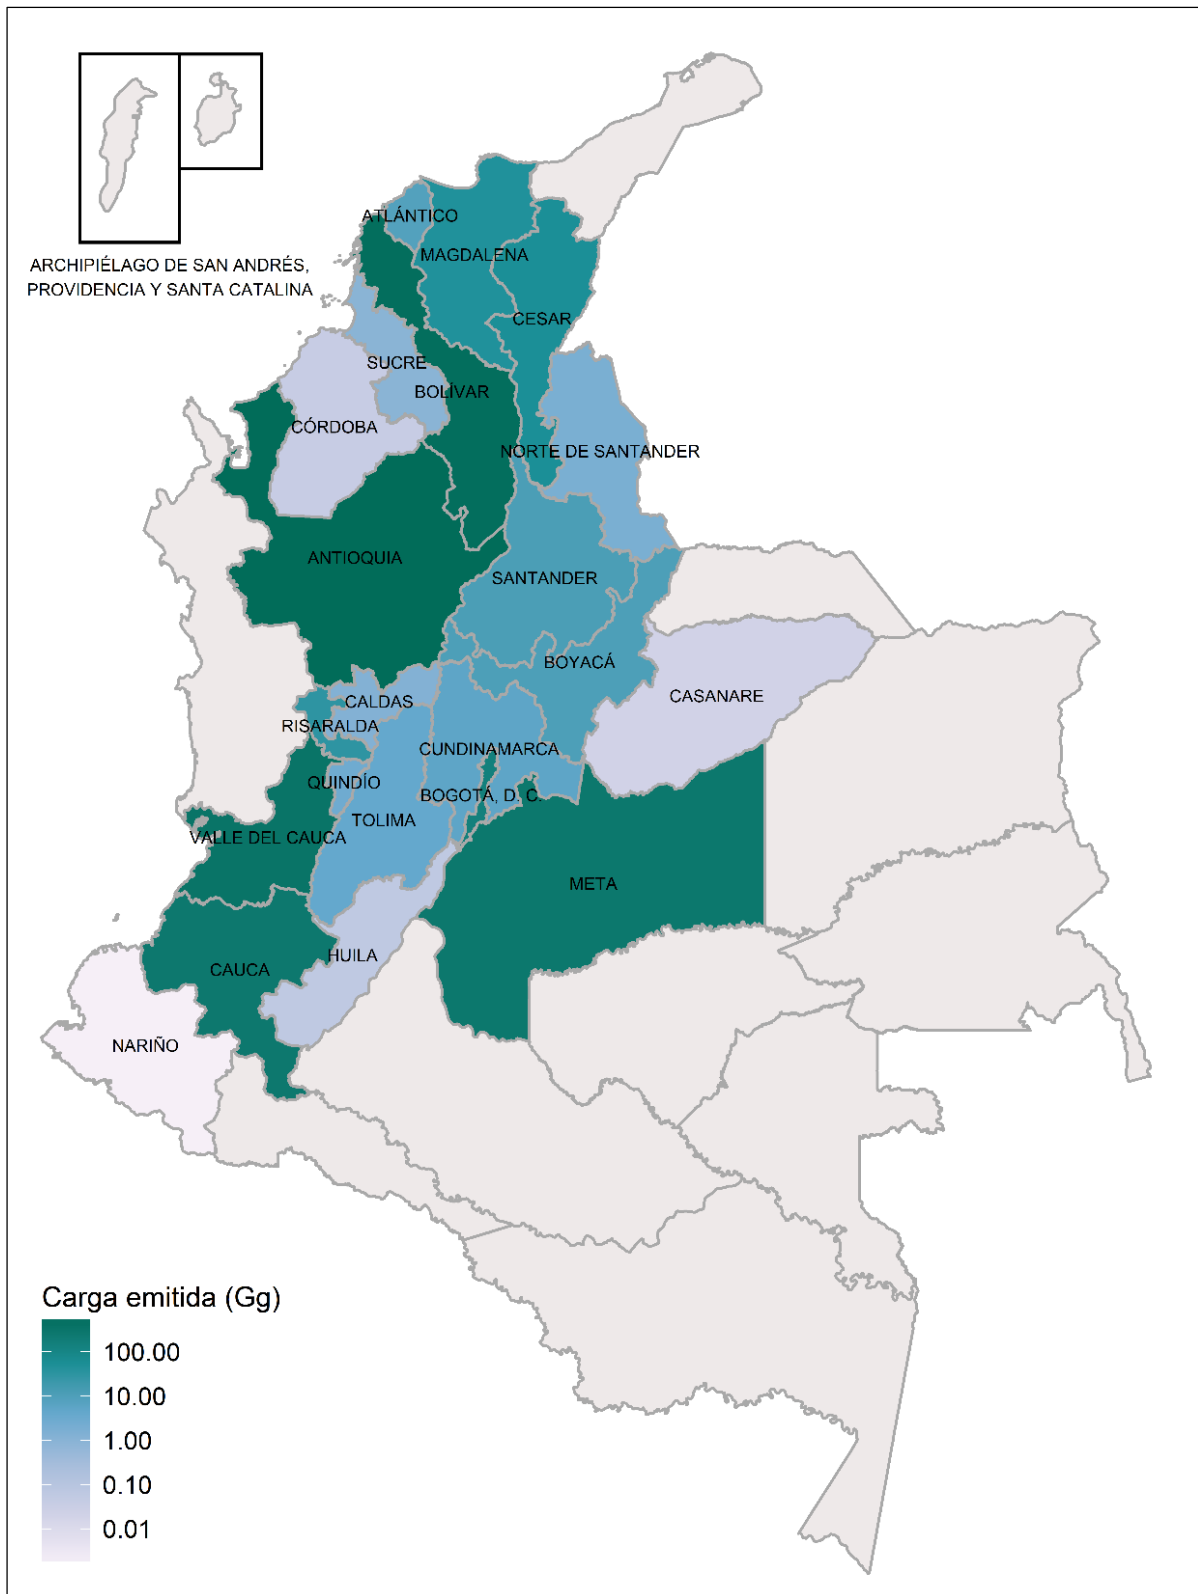 ARCHIPIÉLAGO DE SAN ANDRÉS,
PROVIDENCIA Y SANTA CATALINA
ATLÁNTICO
MAGDALENA
CESAR
SUCRE
BOLÍVAR
CÓRDOBA
NORTE DE SANTANDER
ANTIOQUIA
SANTANDER
BOYACÁ
CASANARE
CALDAS
RISARALDA
CUNDINAMARCA
QUINDÍO
BOGOTÁ, D. C.
TOLIMA
VALLE DEL CAUCA
META
HUILA
CAUCA
NARIÑO
Carga emitida (Gg)
100.00
10.00
1.00
0.10
0.01